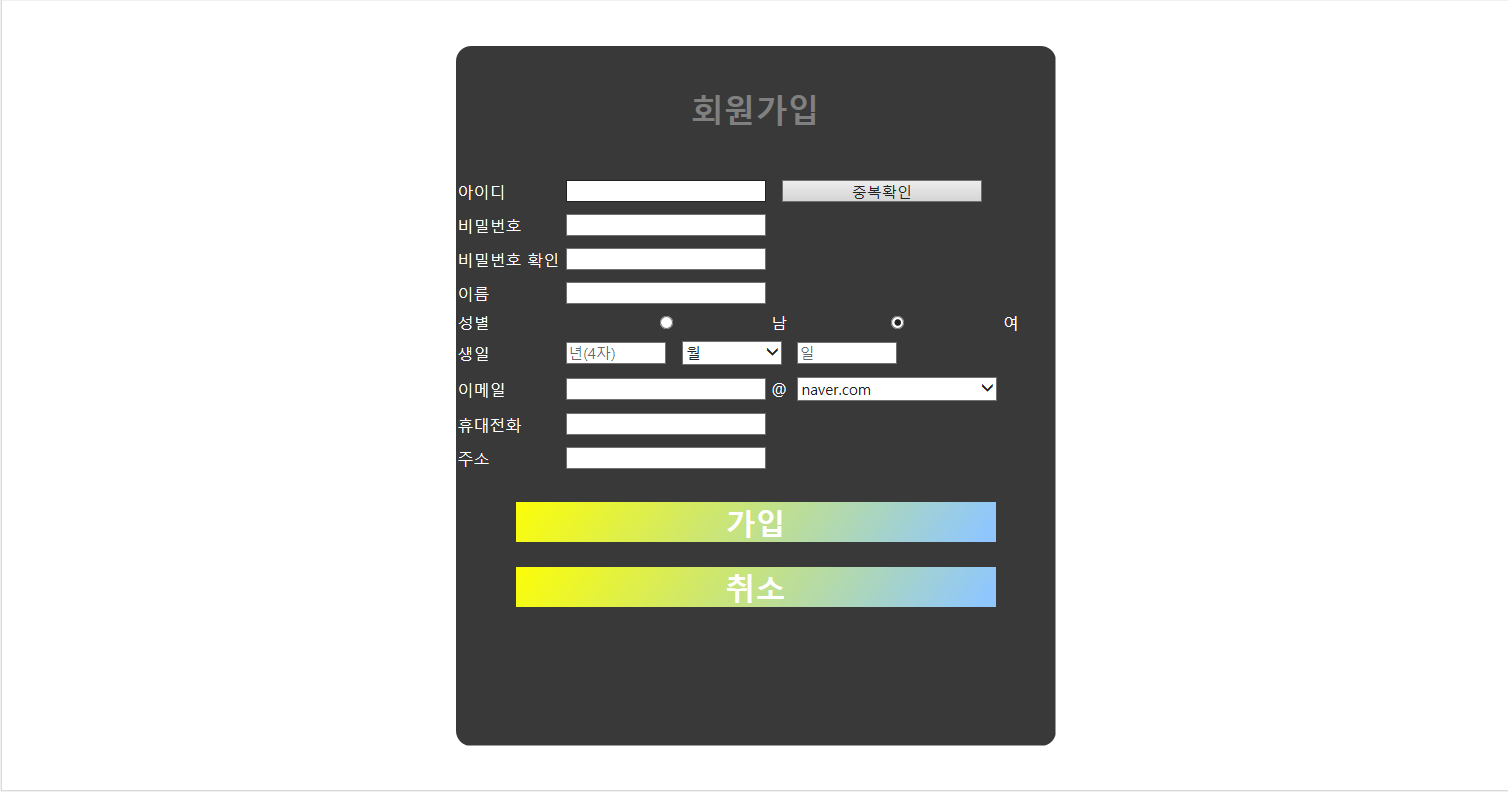 회원가입
아이디 중복확인
비밀번호
비밀번호 확인
이름
성별 남 여
생일 년(4자) 월 일
이메일 @ naver.com
휴대전화
주소
가입
취소